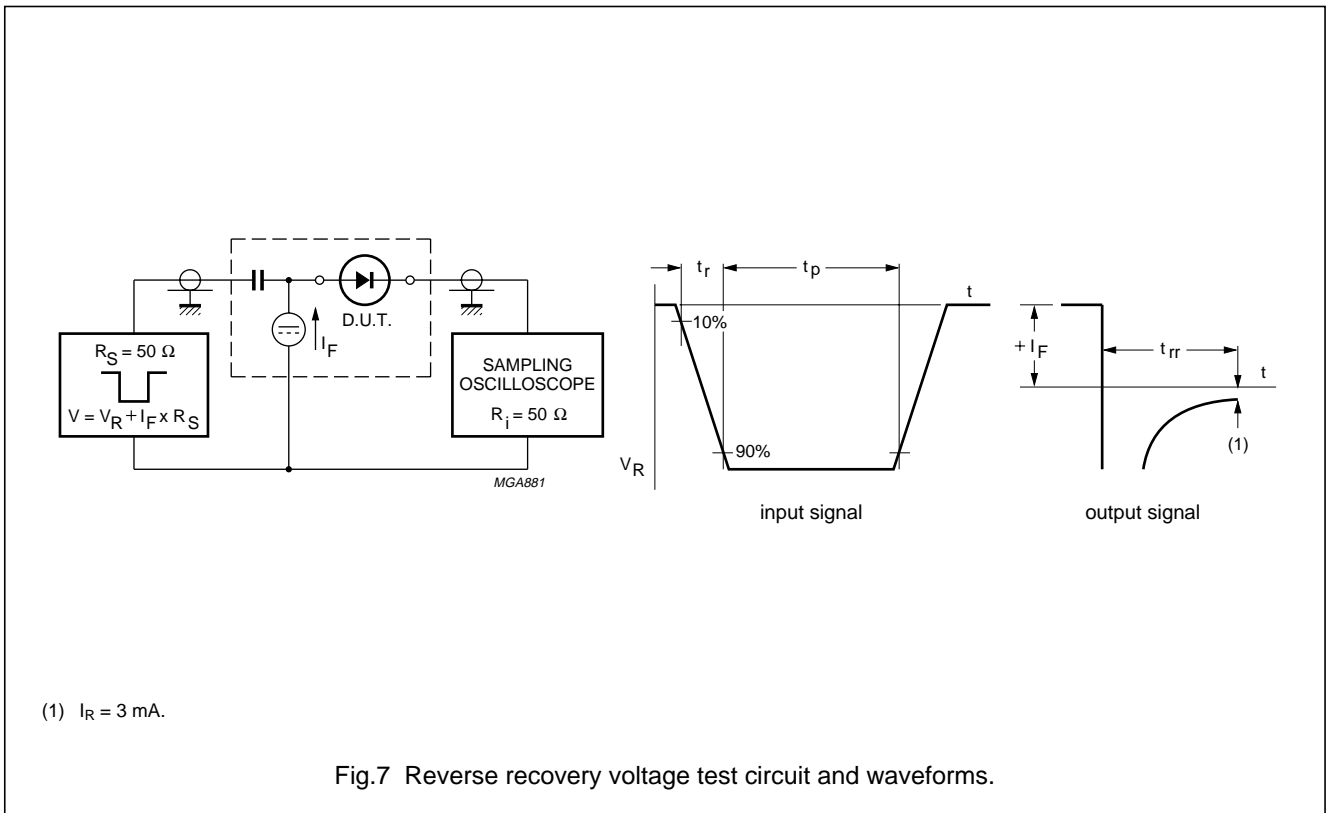 R_S = 50 Ω
V = V_R + I_F x R_S
I_F
D.U.T.
SAMPLING
OSCILLOSCOPE
R_i = 50 Ω
MGA881
t_r
t_p
t
10%
90%
V_R
input signal
+ I_F
t_rr
t
(1)
output signal
(1) I_R = 3 mA.
Fig.7 Reverse recovery voltage test circuit and waveforms.